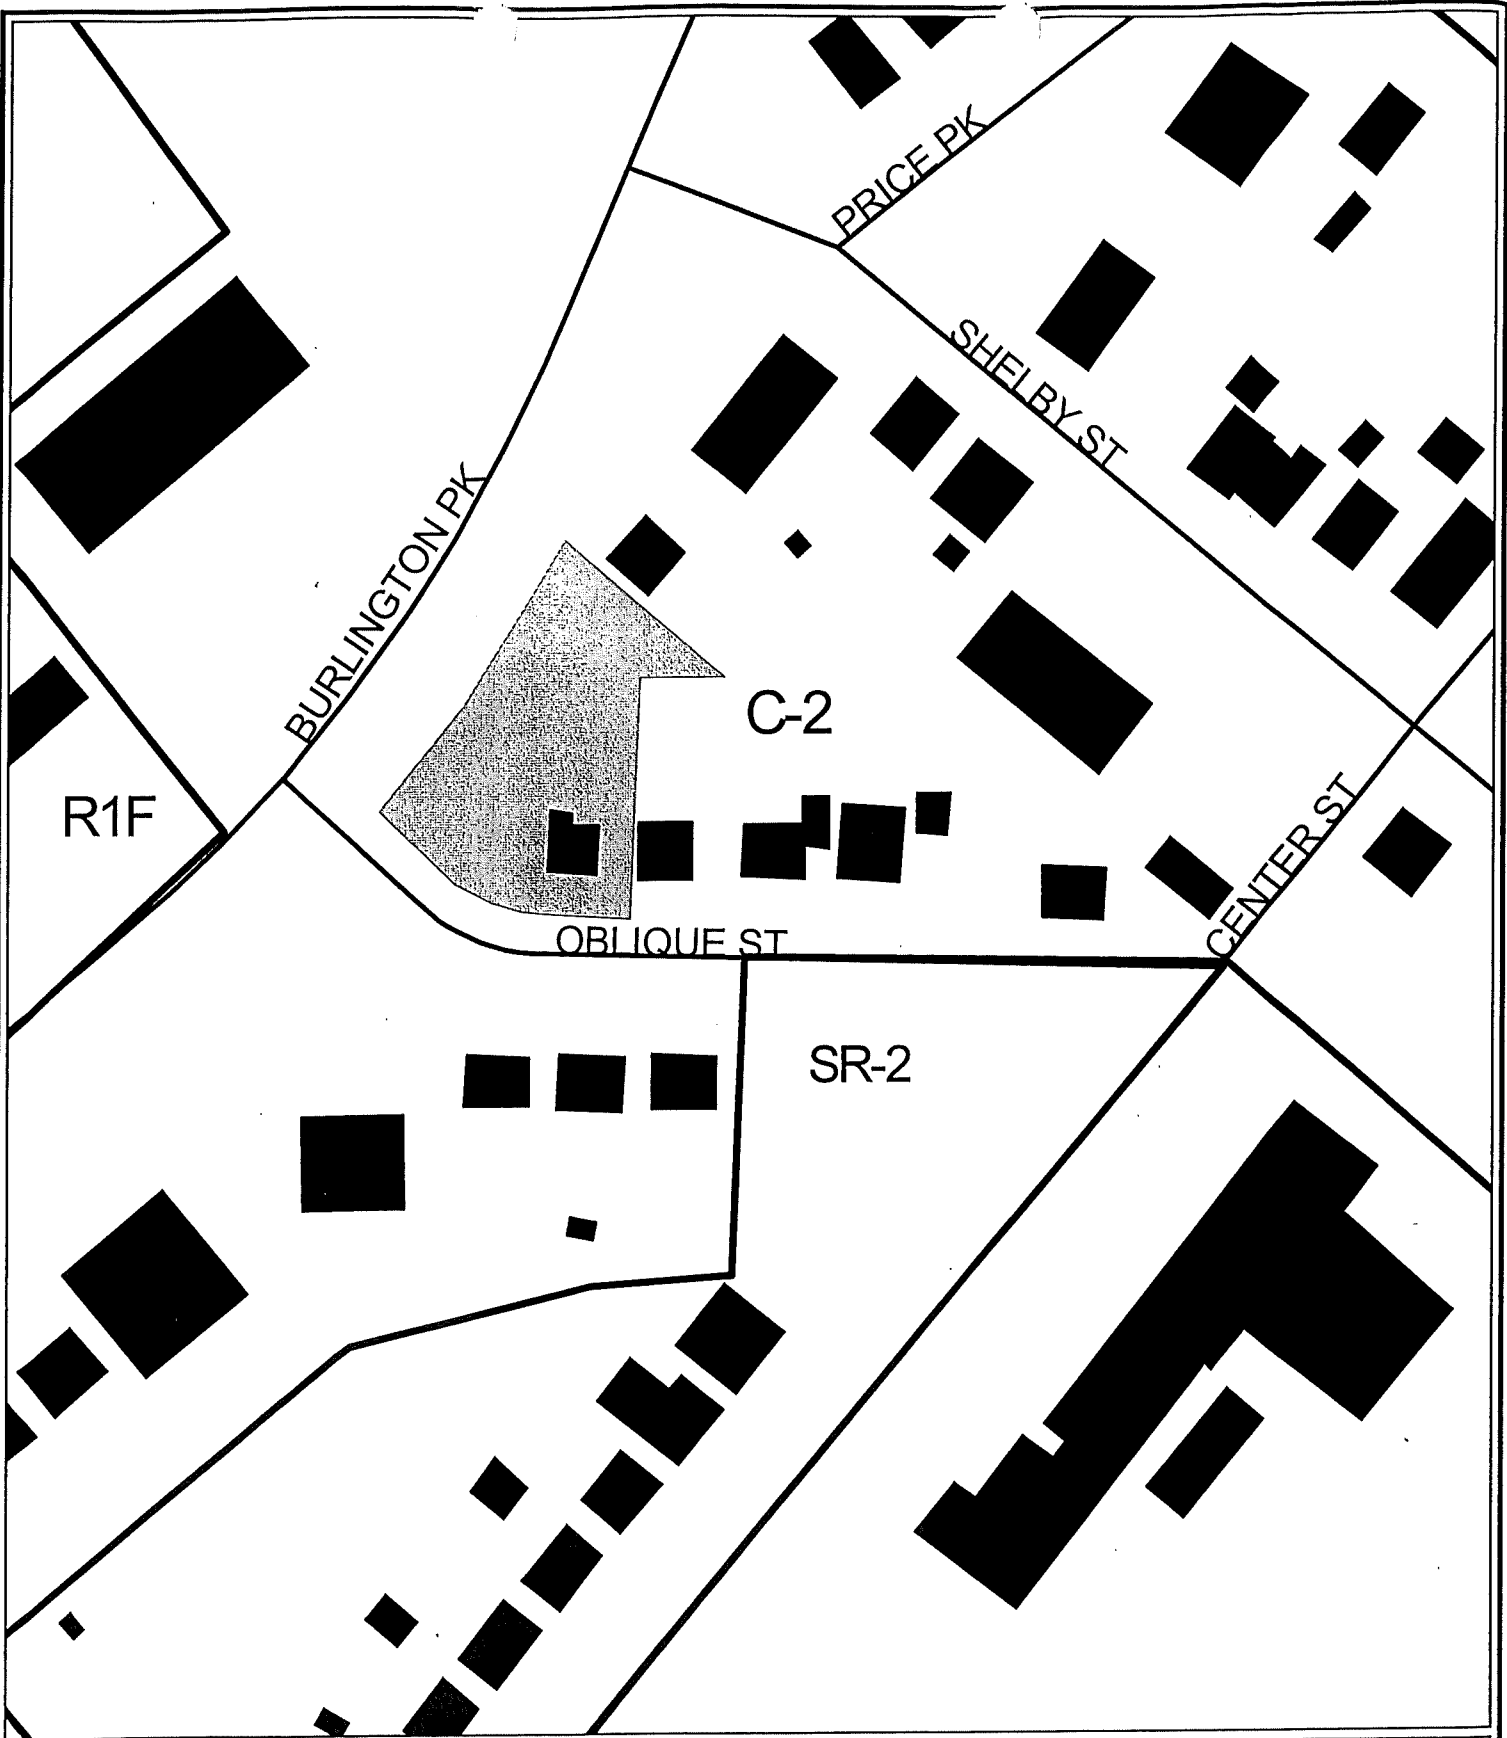 PRICE PK
SHELBY ST
BURLINGTON PK
C-2
R1F
CENTER ST
OBLIQUE ST
SR-2